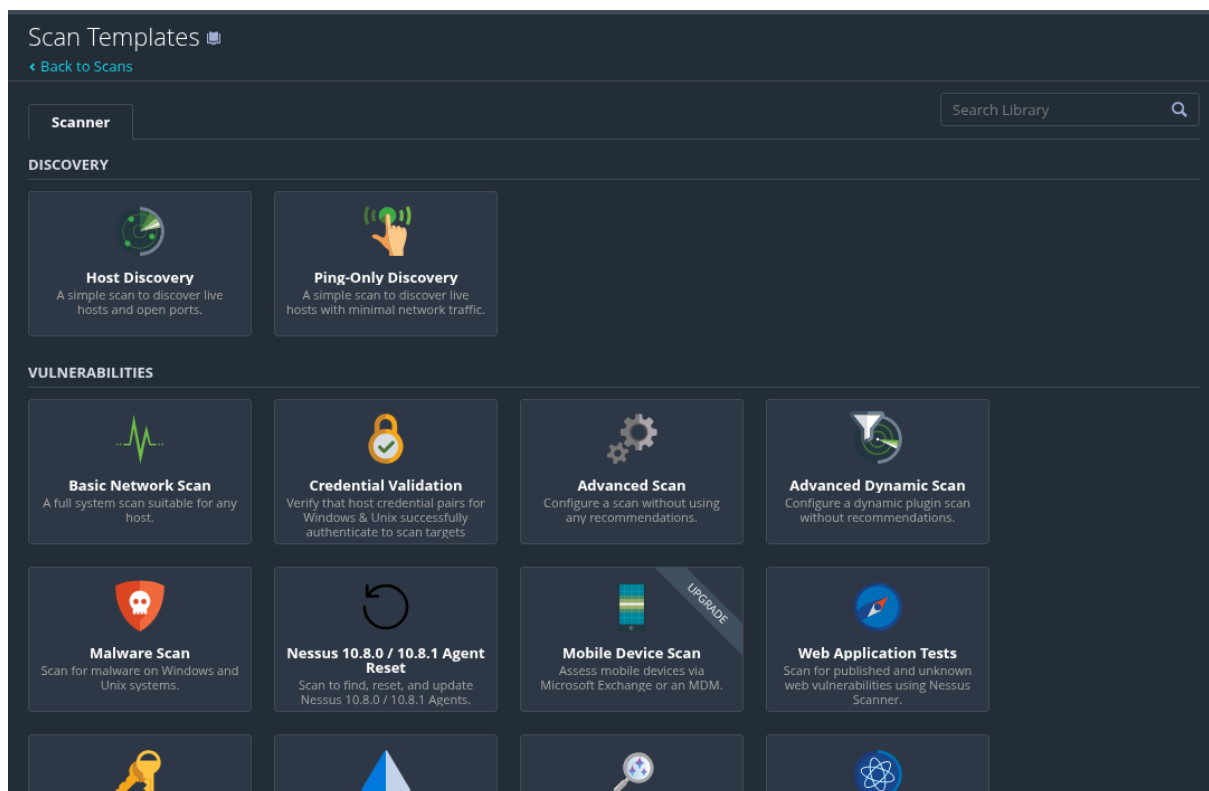 Scan Templates
‹ Back to Scans
Search Library
Scanner
DISCOVERY
Host Discovery
A simple scan to discover live
hosts and open ports.
Ping-Only Discovery
A simple scan to discover live
hosts with minimal network traffic.
VULNERABILITIES
Basic Network Scan
A full system scan suitable for any
host.
Credential Validation
Verify that host credential pairs for
Windows & Unix successfully
authenticate to scan targets
Advanced Scan
Configure a scan without using
any recommendations.
Advanced Dynamic Scan
Configure a dynamic plugin scan
without recommendations.
Malware Scan
Scan for malware on Windows and
Unix systems.
Nessus 10.8.0 / 10.8.1 Agent
Reset
Scan to find, reset, and update
Nessus 10.8.0 / 10.8.1 Agents.
UPGRADE
Mobile Device Scan
Assess mobile devices via
Microsoft Exchange or an MDM.
Web Application Tests
Scan for published and unknown
web vulnerabilities using Nessus
Scanner.